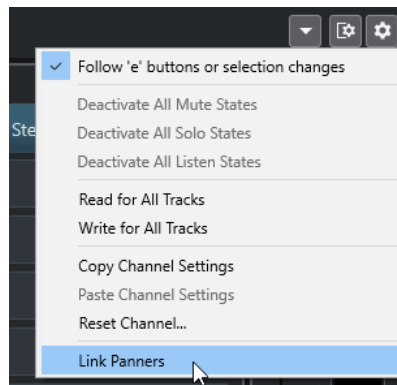 Follow 'e' buttons or selection changes
Deactivate All Mute States
Ste
Deactivate All Solo States
Deactivate All Listen States
Read for All Tracks
Write for All Tracks
Copy Channel Settings
Paste Channel Settings
Reset Channel...
Link Panners